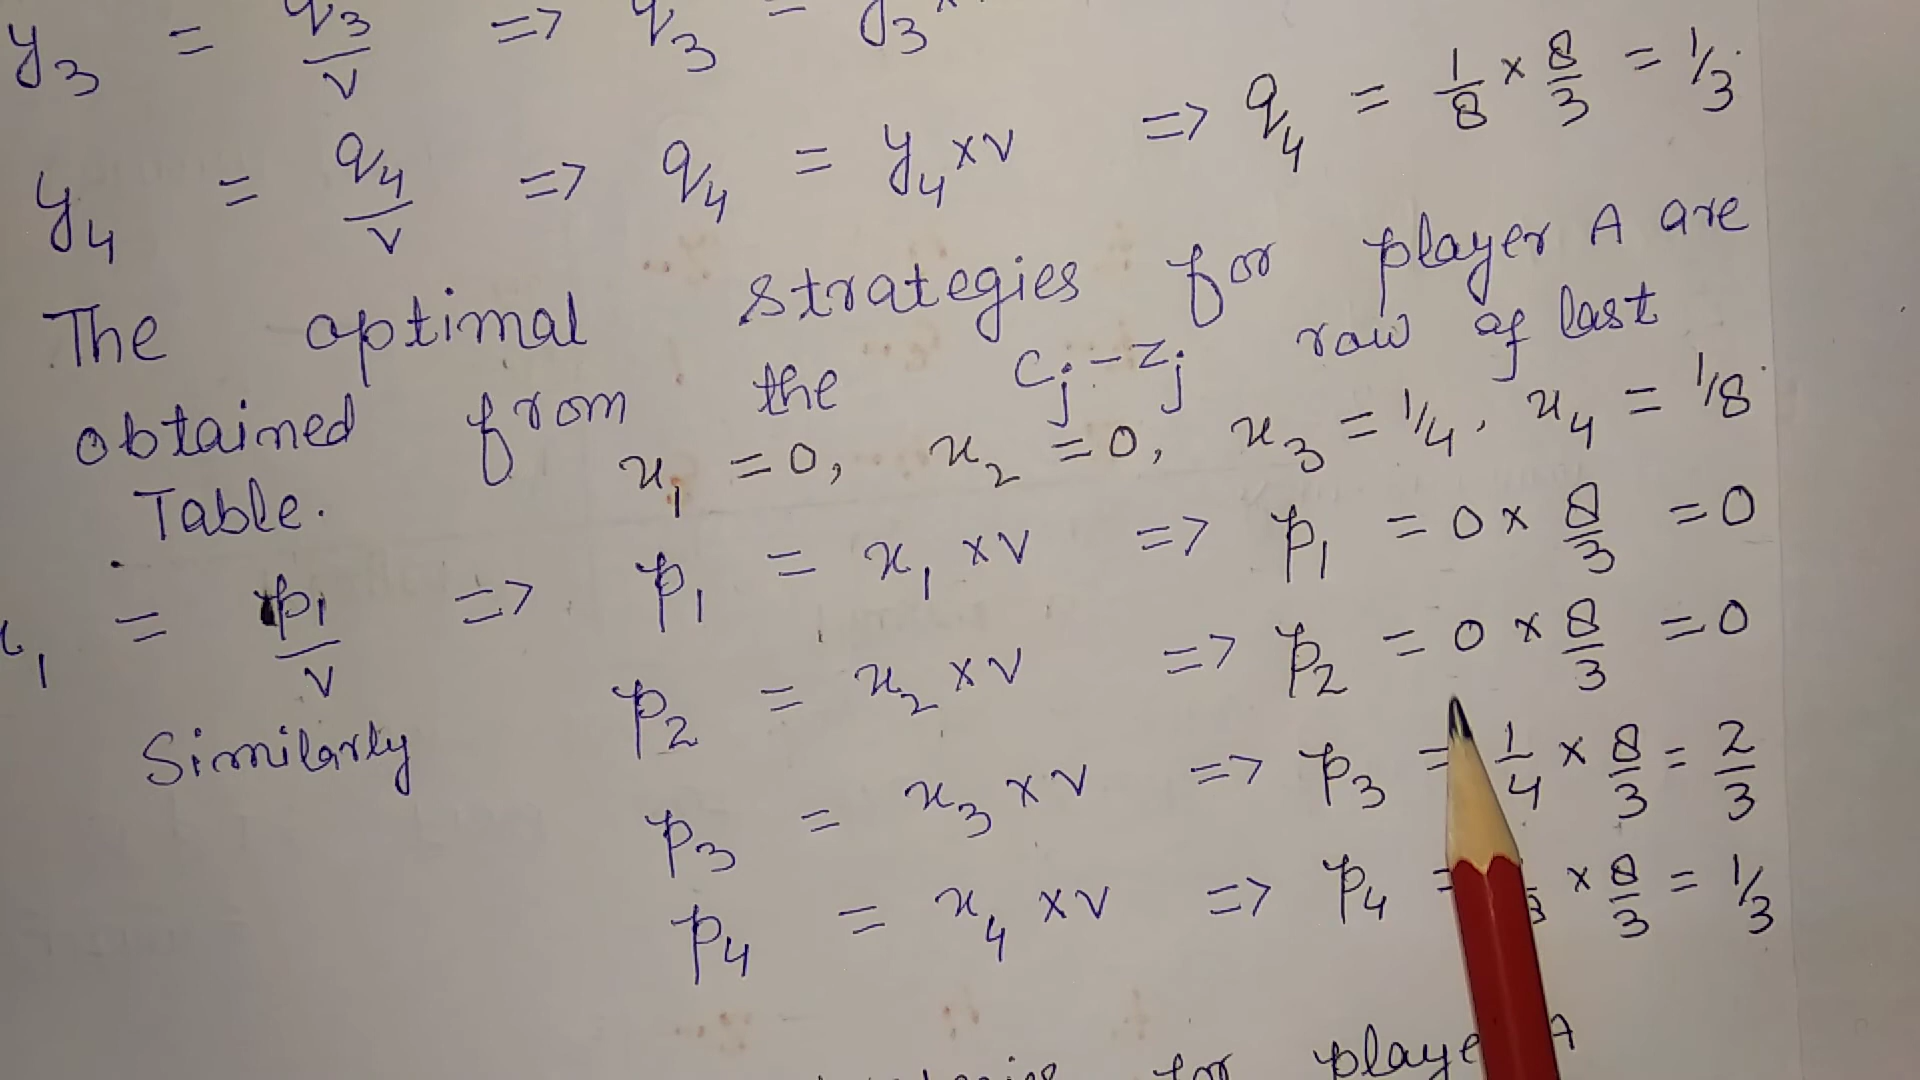 y₃ = q₃/v => q₃ = y₃ ×
y₄ = q₄/v => q₄ = y₄ × v => q₄ = 1/8 × 8/3 = 1/3.
The optimal strategies for player A are
obtained from the cj - zj row of last
Table. x₁ = 0, x₂ = 0, x₃ = 1/4, x₄ = 1/8
₁ = p₁/v => p₁ = x₁ × v => p₁ = 0 × 8/3 = 0
p₂ = x₂ × v => p₂ = 0 × 8/3 = 0
Similarly
p₃ = x₃ × v => p₃ = 1/4 × 8/3 = 2/3
p₄ = x₄ × v => p₄ = × 8/3 = 1/3
for player A